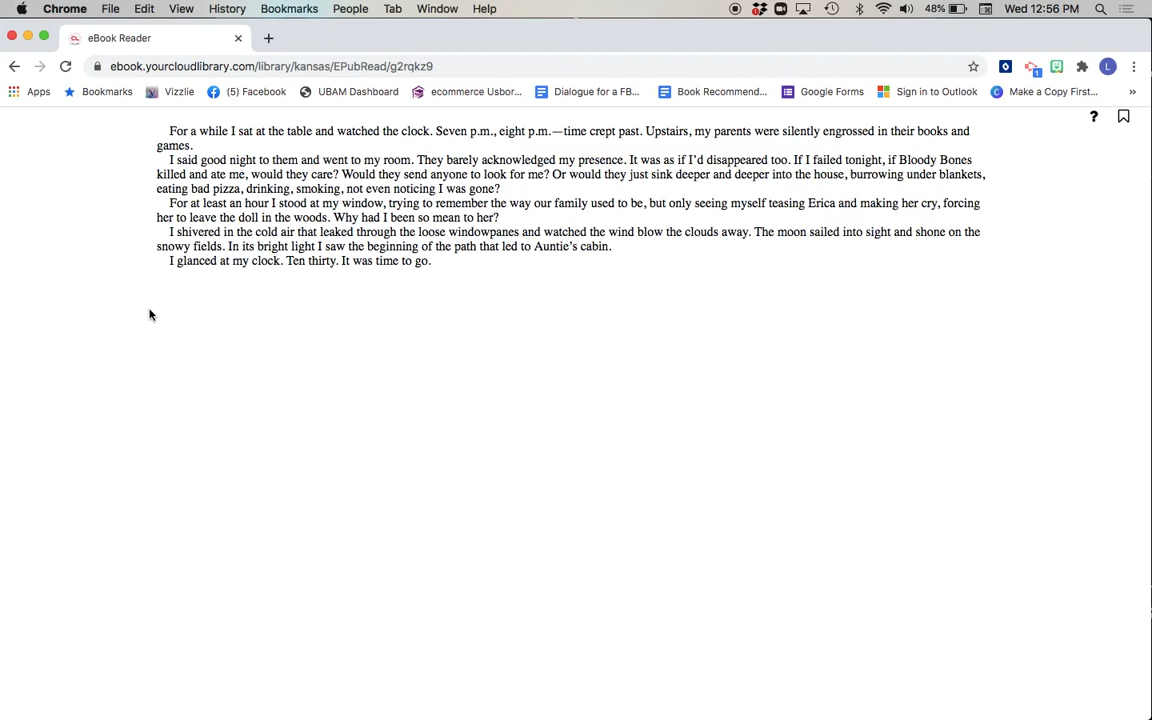 Chrome File Edit View History Bookmarks People Tab Window Help 48% Wed 12:56 PM
eBook Reader
ebook.yourcloudlibrary.com/library/kansas/EPubRead/g2rqkz9 L
Apps Bookmarks Vizzlie (5) Facebook UBAM Dashboard ecommerce Usbor... Dialogue for a FB... Book Recommend... Google Forms Sign in to Outlook Make a Copy First... »
?
For a while I sat at the table and watched the clock. Seven p.m., eight p.m.—time crept past. Upstairs, my parents were silently engrossed in their books and
games.
I said good night to them and went to my room. They barely acknowledged my presence. It was as if I'd disappeared too. If I failed tonight, if Bloody Bones
killed and ate me, would they care? Would they send anyone to look for me? Or would they just sink deeper and deeper into the house, burrowing under blankets,
eating bad pizza, drinking, smoking, not even noticing I was gone?
For at least an hour I stood at my window, trying to remember the way our family used to be, but only seeing myself teasing Erica and making her cry, forcing
her to leave the doll in the woods. Why had I been so mean to her?
I shivered in the cold air that leaked through the loose windowpanes and watched the wind blow the clouds away. The moon sailed into sight and shone on the
snowy fields. In its bright light I saw the beginning of the path that led to Auntie's cabin.
I glanced at my clock. Ten thirty. It was time to go.